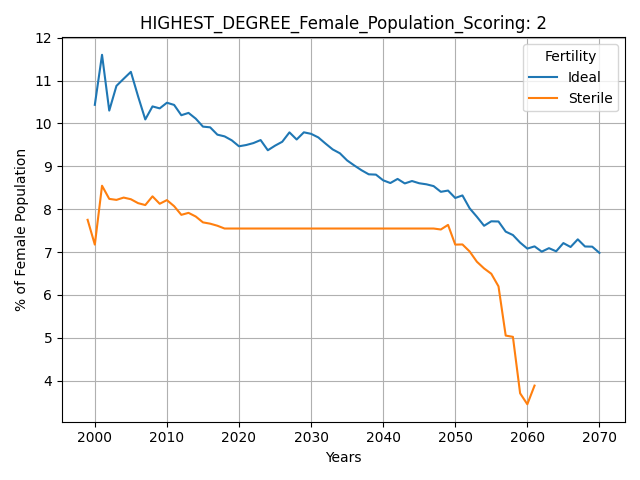 HIGHEST_DEGREE_Female_Population_Scoring: 2
Fertility
Ideal
Sterile
% of Female Population
12
11
10
9
8
7
6
5
4
2000 2010 2020 2030 2040 2050 2060 2070
Years